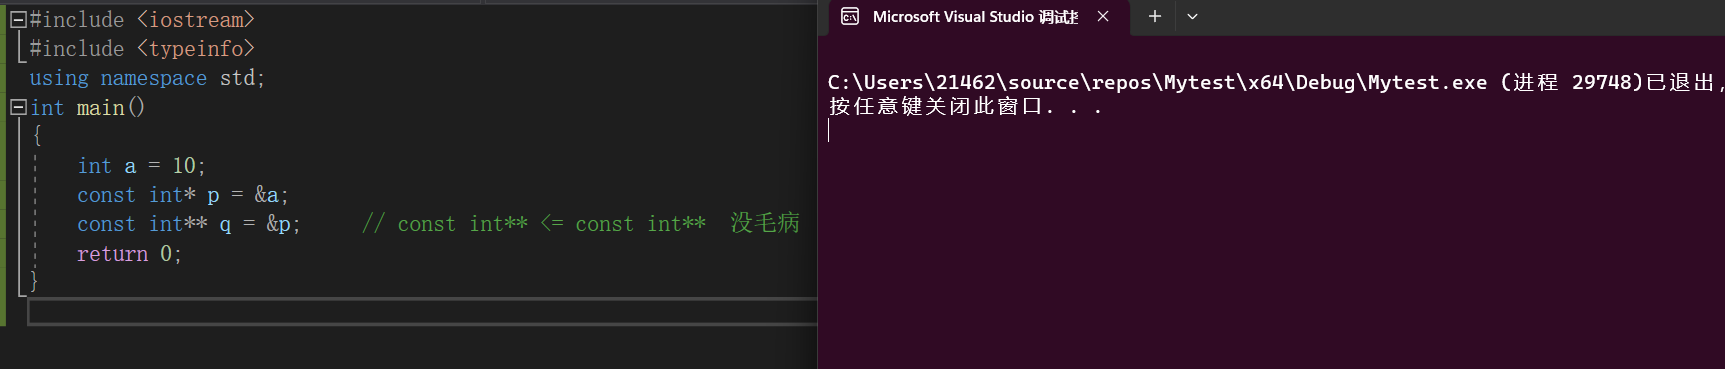 #include <iostream>
#include <typeinfo>
using namespace std;
int main()
{
    int a = 10;
    const int* p = &a;
    const int** q = &p;     // const int** <= const int**  没毛病
    return 0;
}
Microsoft Visual Studio 调试
C:\Users\21462\source\repos\Mytest\x64\Debug\Mytest.exe (进程 29748)已退出,
按任意键关闭此窗口. . .